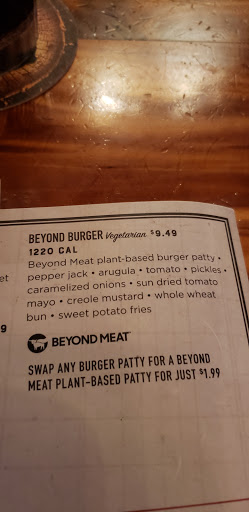 BEYOND BURGER Vegetarian $9.49
1220 CAL
Beyond Meat plant-based burger patty •
pepper jack • arugula • tomato • pickles •
et caramelized onions • sun dried tomato
mayo • creole mustard • whole wheat
bun • sweet potato fries
9
BEYOND MEAT
SWAP ANY BURGER PATTY FOR A BEYOND
MEAT PLANT-BASED PATTY FOR JUST $1.99